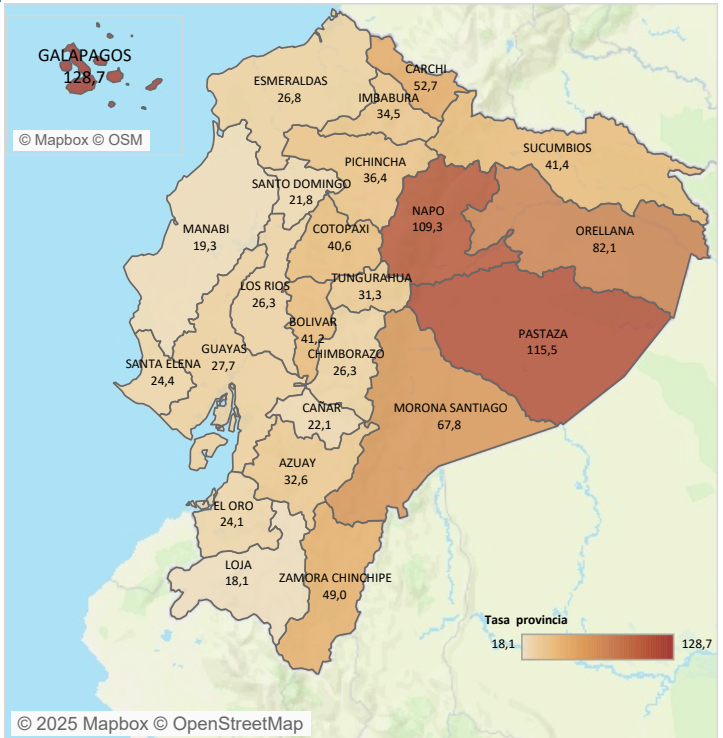 GALAPAGOS
128,7
© Mapbox © OSM
ESMERALDAS
26,8
CARCHI
52,7
IMBABURA
34,5
SUCUMBIOS
41,4
PICHINCHA
36,4
SANTO DOMINGO
21,8
NAPO
109,3
ORELLANA
82,1
MANABI
19,3
COTOPAXI
40,6
TUNGURAHUA
31,3
LOS RIOS
26,3
BOLIVAR
41,2
PASTAZA
115,5
GUAYAS
27,7
CHIMBORAZO
26,3
SANTA ELENA
24,4
CAÑAR
22,1
MORONA SANTIAGO
67,8
AZUAY
32,6
EL ORO
24,1
LOJA
18,1
ZAMORA CHINCHIPE
49,0
Tasa provincia
18,1
128,7
© 2025 Mapbox © OpenStreetMap